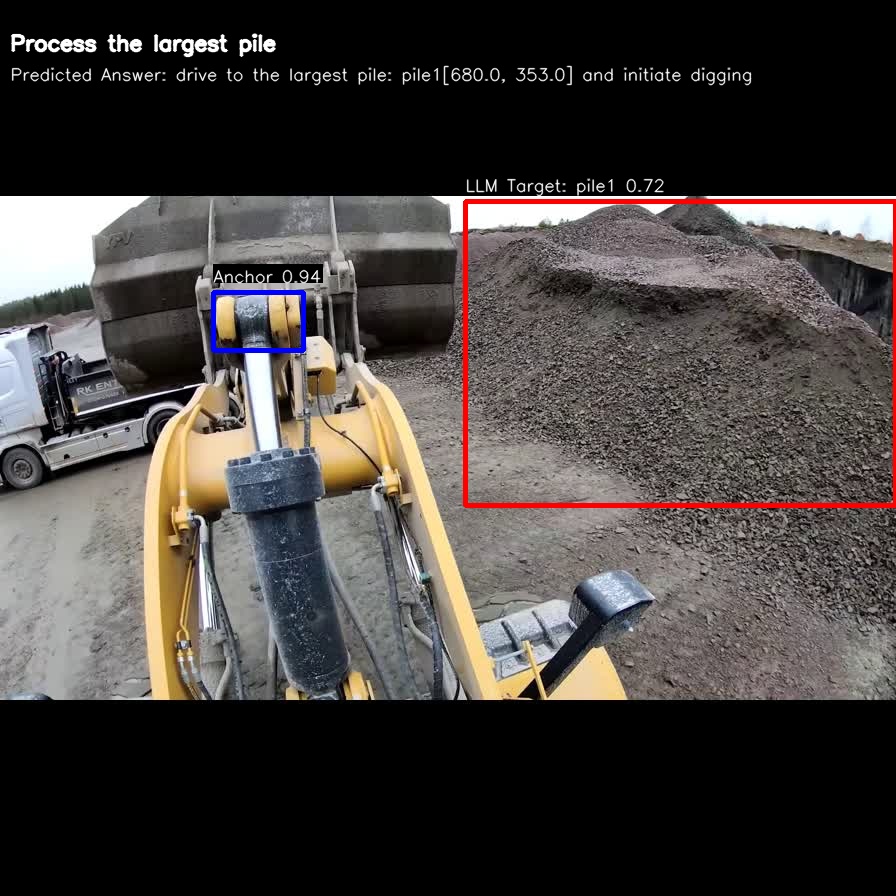 Process the largest pile
Predicted Answer: drive to the largest pile: pile1[680.0, 353.0] and initiate digging
LLM Target: pile1 0.72
Anchor 0.94
RK ENT